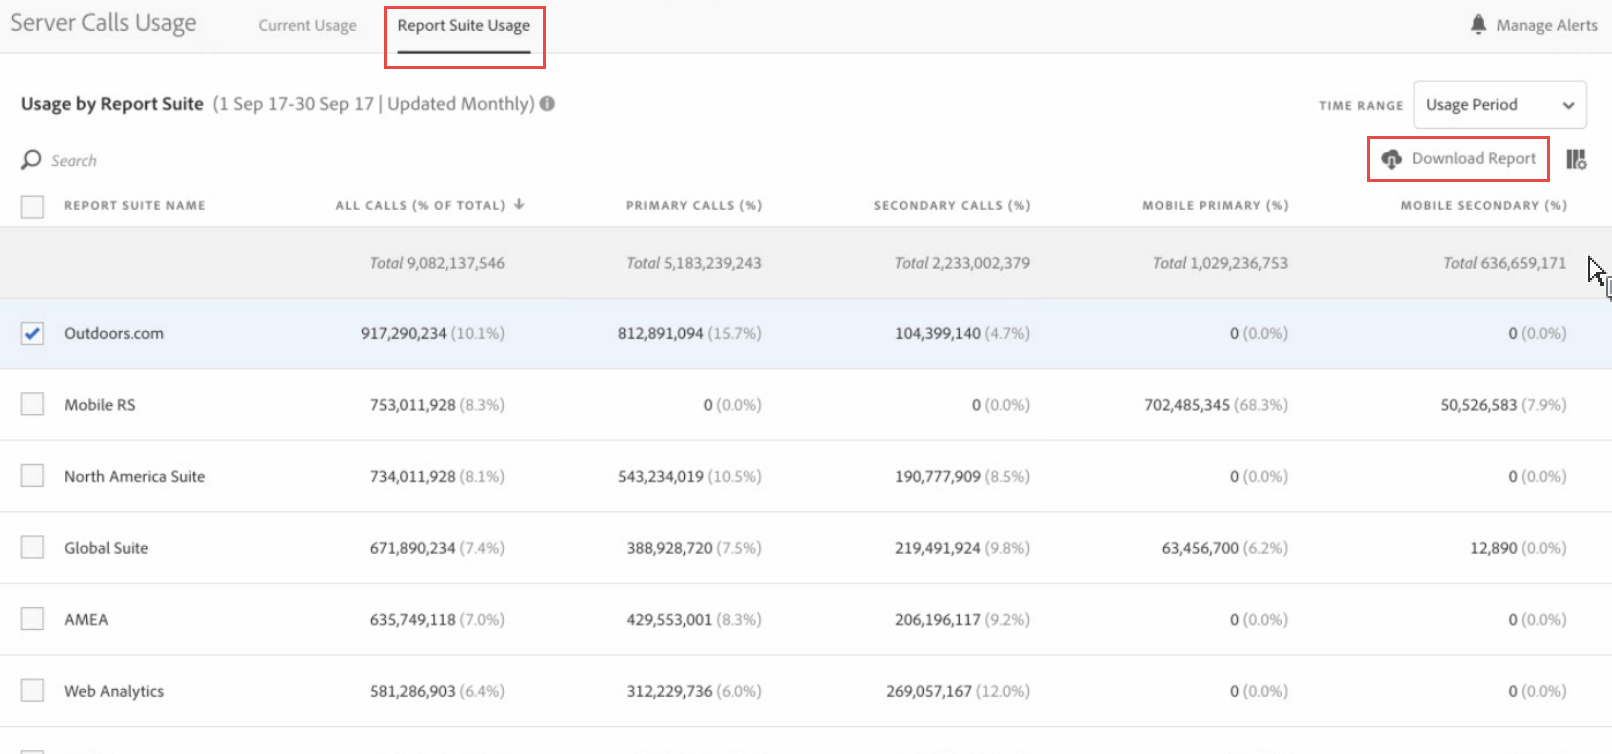 Server Calls Usage Current Usage Report Suite Usage Manage Alerts
Usage by Report Suite (1 Sep 17-30 Sep 17 | Updated Monthly) TIME RANGE Usage Period
Search Download Report
REPORT SUITE NAME ALL CALLS (% OF TOTAL) PRIMARY CALLS (%) SECONDARY CALLS (%) MOBILE PRIMARY (%) MOBILE SECONDARY (%)
Total 9,082,137,546 Total 5,183,239,243 Total 2,233,002,379 Total 1,029,236,753 Total 636,659,171
Outdoors.com 917,290,234 (10.1%) 812,891,094 (15.7%) 104,399,140 (4.7%) 0 (0.0%) 0 (0.0%)
Mobile RS 753,011,928 (8.3%) 0 (0.0%) 0 (0.0%) 702,485,345 (68.3%) 50,526,583 (7.9%)
North America Suite 734,011,928 (8.1%) 543,234,019 (10.5%) 190,777,909 (8.5%) 0 (0.0%) 0 (0.0%)
Global Suite 671,890,234 (7.4%) 388,928,720 (7.5%) 219,491,924 (9.8%) 63,456,700 (6.2%) 12,890 (0.0%)
AMEA 635,749,118 (7.0%) 429,553,001 (8.3%) 206,196,117 (9.2%) 0 (0.0%) 0 (0.0%)
Web Analytics 581,286,903 (6.4%) 312,229,736 (6.0%) 269,057,167 (12.0%) 0 (0.0%) 0 (0.0%)